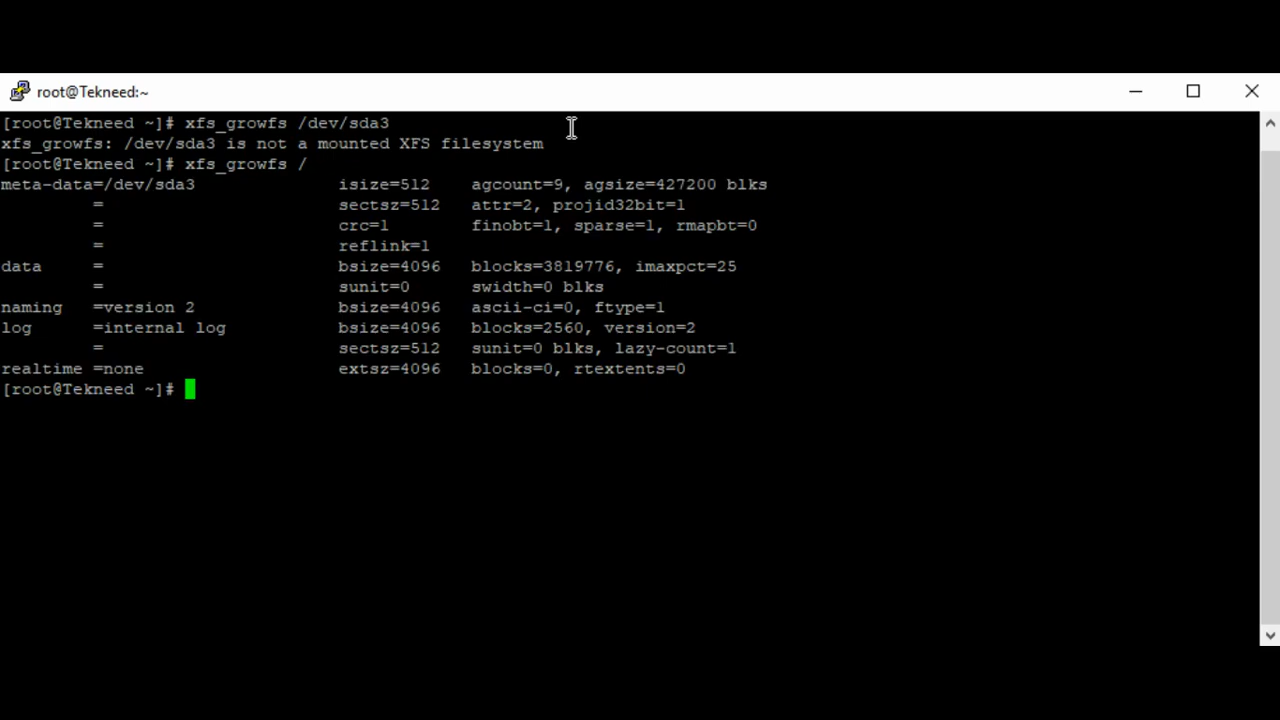 root@Tekneed:~
[root@Tekneed ~]# xfs_growfs /dev/sda3
xfs_growfs: /dev/sda3 is not a mounted XFS filesystem
[root@Tekneed ~]# xfs_growfs /
meta-data=/dev/sda3              isize=512    agcount=9, agsize=427200 blks
         =                       sectsz=512   attr=2, projid32bit=1
         =                       crc=1        finobt=1, sparse=1, rmapbt=0
         =                       reflink=1
data     =                       bsize=4096   blocks=3819776, imaxpct=25
         =                       sunit=0      swidth=0 blks
naming   =version 2              bsize=4096   ascii-ci=0, ftype=1
log      =internal log           bsize=4096   blocks=2560, version=2
         =                       sectsz=512   sunit=0 blks, lazy-count=1
realtime =none                   extsz=4096   blocks=0, rtextents=0
[root@Tekneed ~]#